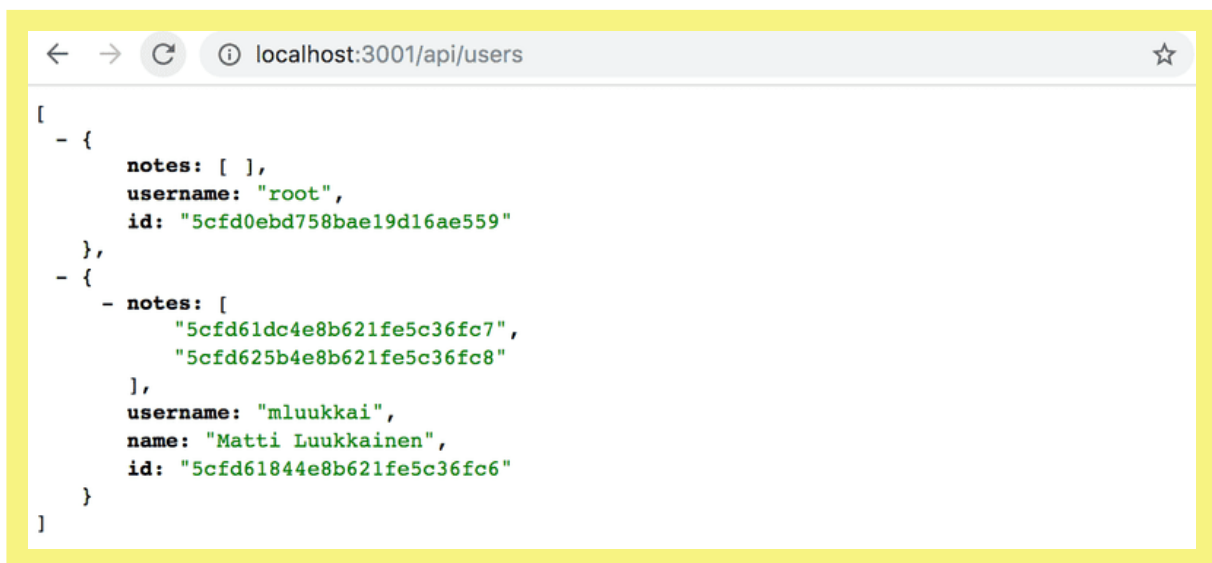 localhost:3001/api/users
[
- {
notes: [ ],
username: "root",
id: "5cfd0ebd758bae19d16ae559"
},
- {
- notes: [
"5cfd61dc4e8b621fe5c36fc7",
"5cfd625b4e8b621fe5c36fc8"
],
username: "mluukkai",
name: "Matti Luukkainen",
id: "5cfd61844e8b621fe5c36fc6"
}
]